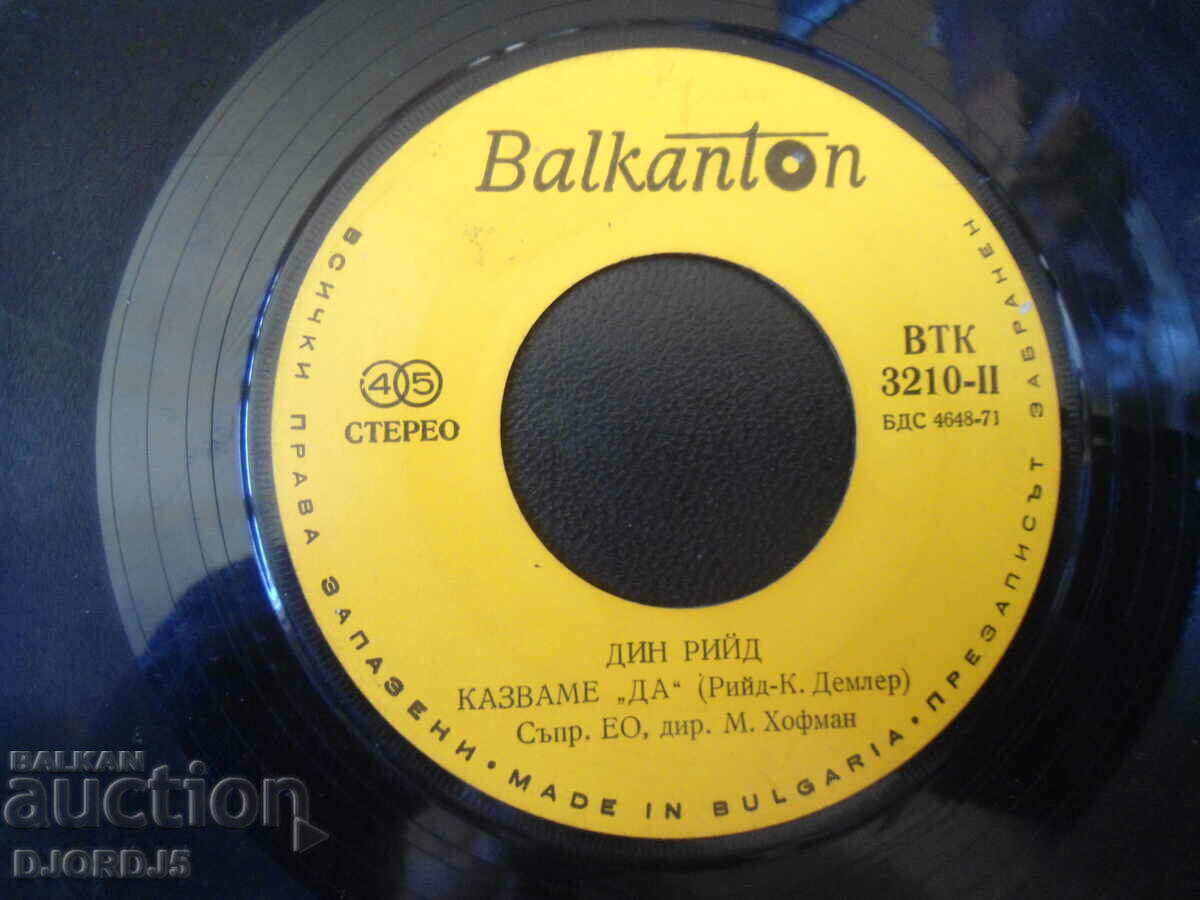 Balkanton
ВСИЧКИ ПРАВА ЗАПАЗЕНИ • MADE IN BULGARIA • ПРЕЗАПИСЪТ ЗАБРАНЕН
45
СТЕРЕО
ВТК
3210-II
БДС 4648-71
ДИН РИЙД
КАЗВАМЕ „ДА“ (Рийд-К. Демлер)
Съпр. ЕО, дир. М. Хофман
BALKAN
auction
DJORDJ5